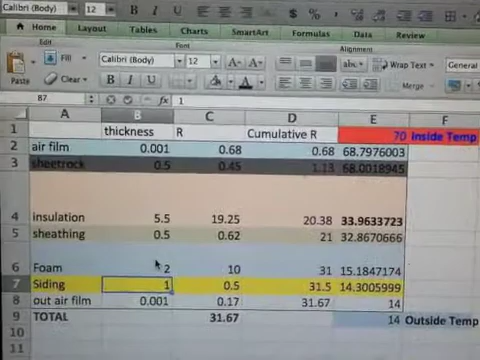 Calibri (Body) 12 $ %
Home Layout Tables Charts SmartArt Formulas Data Review
Edit Font Alignment
Paste Fill Clear Calibri (Body) 12 A A abc Wrap Text General
B I U A Merge
B7 fx 1
A B C D E F
1 thickness R Cumulative R 70 Inside Temp
2 air film 0.001 0.68 0.68 68.7976003
3 sheetrock 0.5 0.45 1.13 68.0018945
4 insulation 5.5 19.25 20.38 33.9633723
5 sheathing 0.5 0.62 21 32.8670666
6 Foam 2 10 31 15.1847174
7 Siding 1 0.5 31.5 14.3005999
8 out air film 0.001 0.17 31.67 14
9 TOTAL 31.67 14 Outside Temp
10
11